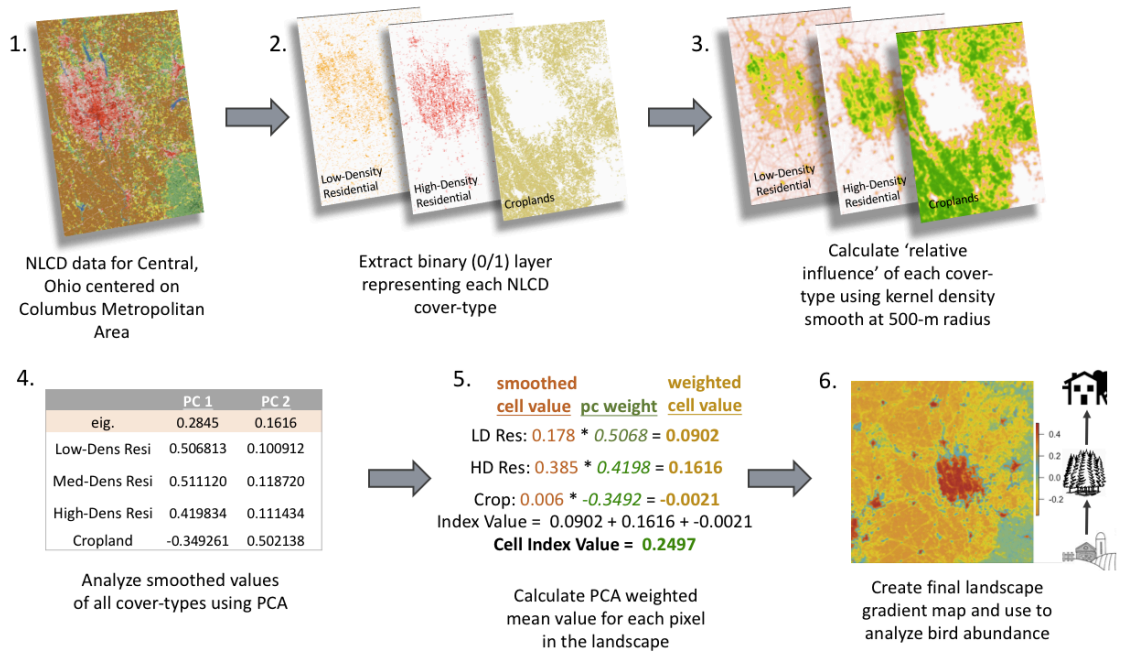 1.
2.
3.
Low-Density
Residential
High-Density
Residential
Croplands
Low-Density
Residential
High-Density
Residential
Croplands
NLCD data for Central,
Ohio centered on
Columbus Metropolitan
Area
Extract binary (0/1) layer
representing each NLCD
cover-type
Calculate ‘relative
influence’ of each cover-
type using kernel density
smooth at 500-m radius
4.
PC 1 PC 2
eig. 0.2845 0.1616
Low-Dens Resi 0.506813 0.100912
Med-Dens Resi 0.511120 0.118720
High-Dens Resi 0.419834 0.111434
Cropland -0.349261 0.502138
Analyze smoothed values
of all cover-types using PCA
5.
smoothed weighted
cell value pc weight cell value
LD Res: 0.178 * 0.5068 = 0.0902
HD Res: 0.385 * 0.4198 = 0.1616
Crop: 0.006 * -0.3492 = -0.0021
Index Value = 0.0902 + 0.1616 + -0.0021
Cell Index Value = 0.2497
Calculate PCA weighted
mean value for each pixel
in the landscape
6.
0.4
0.2
0.0
-0.2
Create final landscape
gradient map and use to
analyze bird abundance